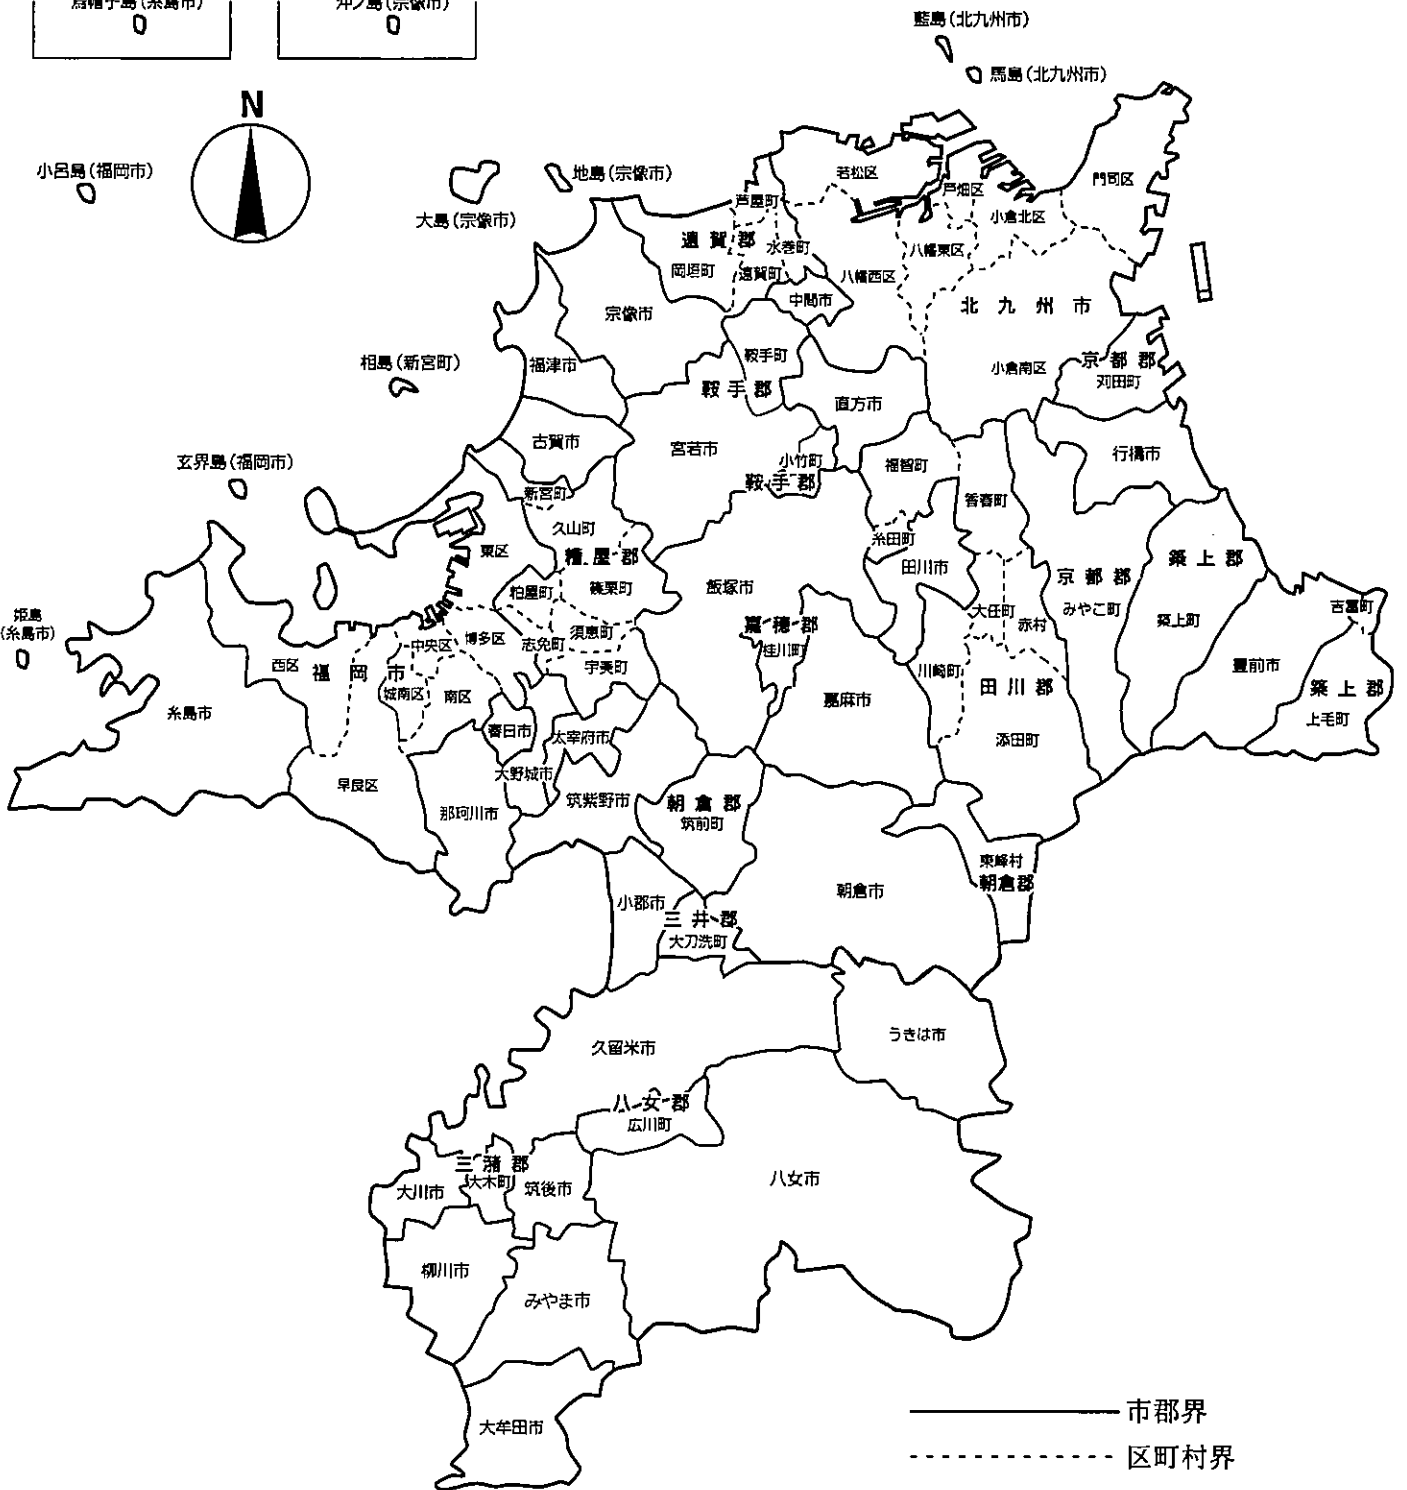 烏帽子島(糸島市)
沖ノ島(宗像市)
藍島(北九州市)
馬島(北九州市)
N
小呂島(福岡市)
大島(宗像市)
地島(宗像市)
若松区
戸畑区
門司区
小倉北区
芦屋町
遠賀郡
水巻町
岡垣町
遠賀町
八幡東区
八幡西区
中間市
北九州市
宗像市
相島(新宮町)
福津市
鞍手町
鞍手郡
小倉南区
京都郡
苅田町
直方市
古賀市
宮若市
小竹町
鞍手郡
福智町
行橋市
玄界島(福岡市)
新宮町
久山町
香春町
東区
糟屋郡
糸田町
田川市
築上郡
粕屋町
篠栗町
飯塚市
京都郡
みやこ町
大任町
赤村
築上町
吉富町
姫島
(糸島市)
中央区
博多区
志免町
須恵町
嘉穂郡
桂川町
西区
福岡市
宇美町
川崎町
豊前市
城南区
南区
田川郡
築上郡
上毛町
糸島市
嘉麻市
春日市
太宰府市
添田町
大野城市
早良区
那珂川市
筑紫野市
朝倉郡
筑前町
東峰村
朝倉郡
朝倉市
小郡市
三井郡
大刀洗町
うきは市
久留米市
八女郡
広川町
三潴郡
大木町
大川市
筑後市
八女市
柳川市
みやま市
大牟田市
市郡界
区町村界